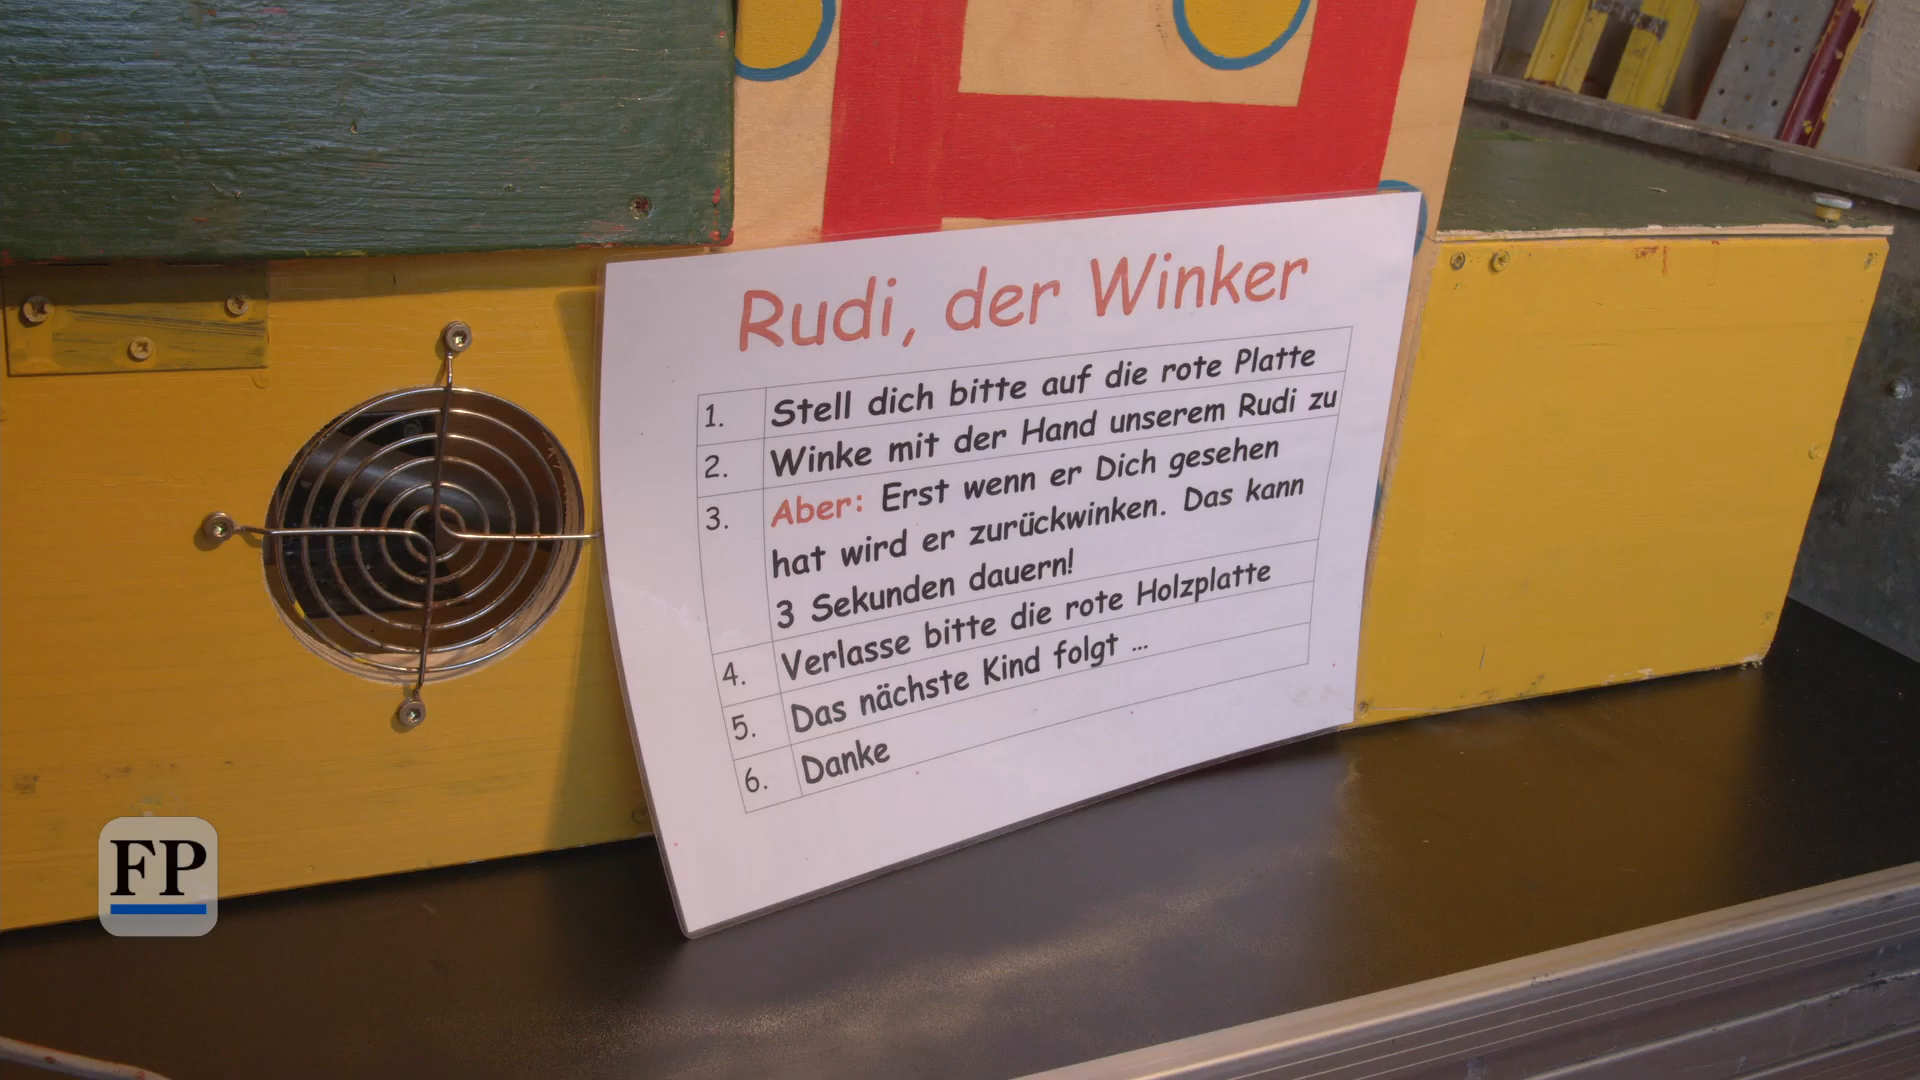 Rudi, der Winker
1. Stell dich bitte auf die rote Platte
2. Winke mit der Hand unserem Rudi zu
3. Aber: Erst wenn er Dich gesehen
hat wird er zurückwinken. Das kann
3 Sekunden dauern!
4. Verlasse bitte die rote Holzplatte
5. Das nächste Kind folgt ...
6. Danke
FP